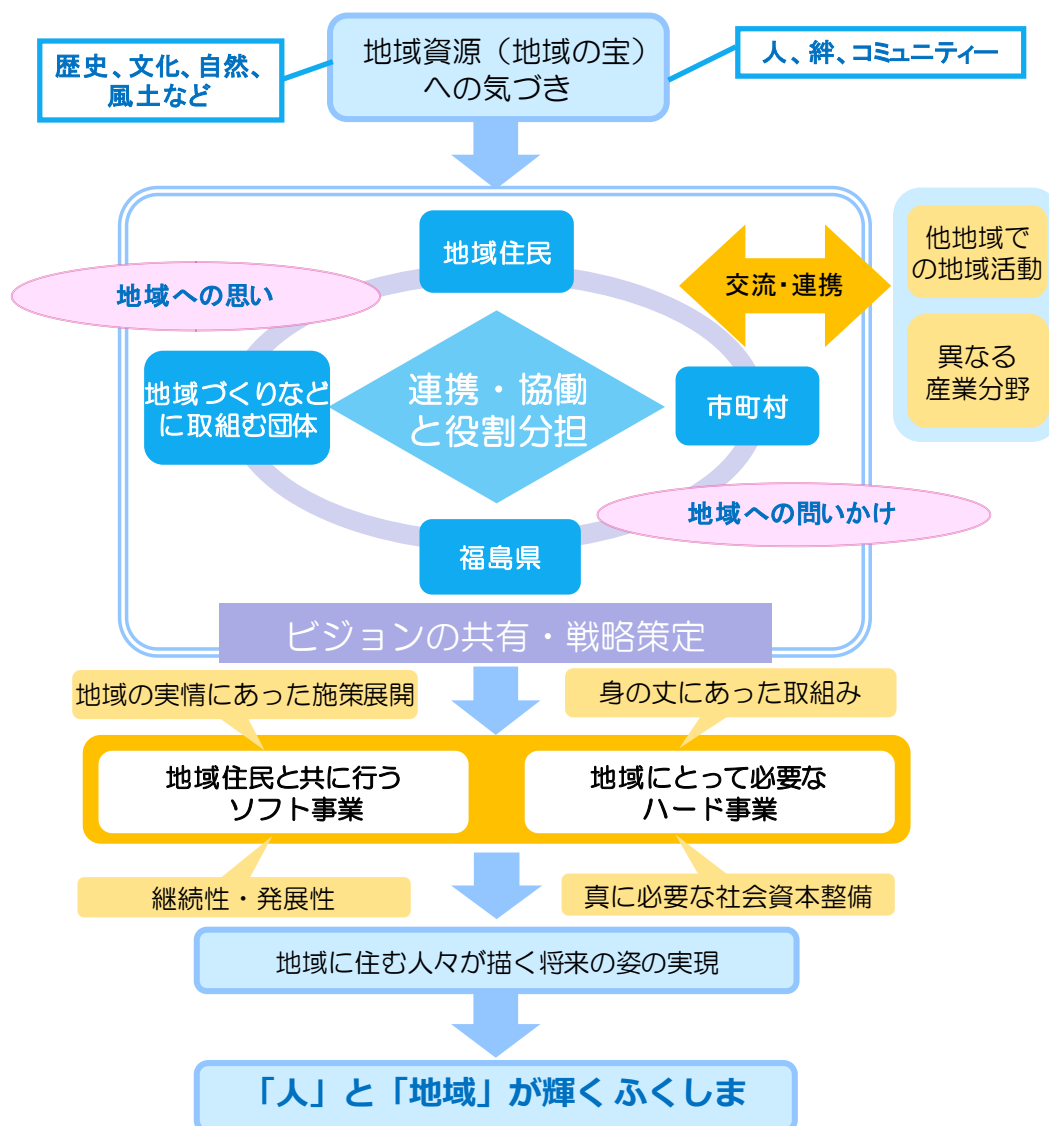 地域資源（地域の宝）
への気づき
歴史、文化、自然、
風土など
人、絆、コミュニティー
地域住民
地域への思い
交流・連携
他地域で
の地域活動
異なる
産業分野
地域づくりなど
に取組む団体
連携・協働
と役割分担
市町村
地域への問いかけ
福島県
ビジョンの共有・戦略策定
地域の実情にあった施策展開
身の丈にあった取組み
地域住民と共に行う
ソフト事業
地域にとって必要な
ハード事業
継続性・発展性
真に必要な社会資本整備
地域に住む人々が描く将来の姿の実現
「人」と「地域」が輝く ふくしま